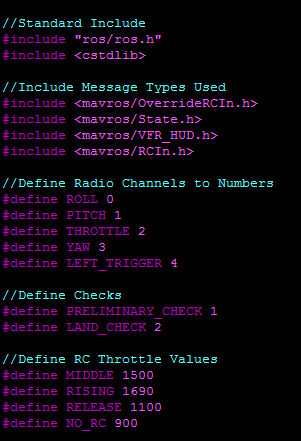 //Standard Include
#include "ros/ros.h"
#include <cstdlib>
//Include Message Types Used
#include <mavros/OverrideRCIn.h>
#include <mavros/State.h>
#include <mavros/VFR_HUD.h>
#include <mavros/RCIn.h>
//Define Radio Channels to Numbers
#define ROLL 0
#define PITCH 1
#define THROTTLE 2
#define YAW 3
#define LEFT_TRIGGER 4
//Define Checks
#define PRELIMINARY_CHECK 1
#define LAND_CHECK 2
//Define RC Throttle Values
#define MIDDLE 1500
#define RISING 1690
#define RELEASE 1100
#define NO_RC 900